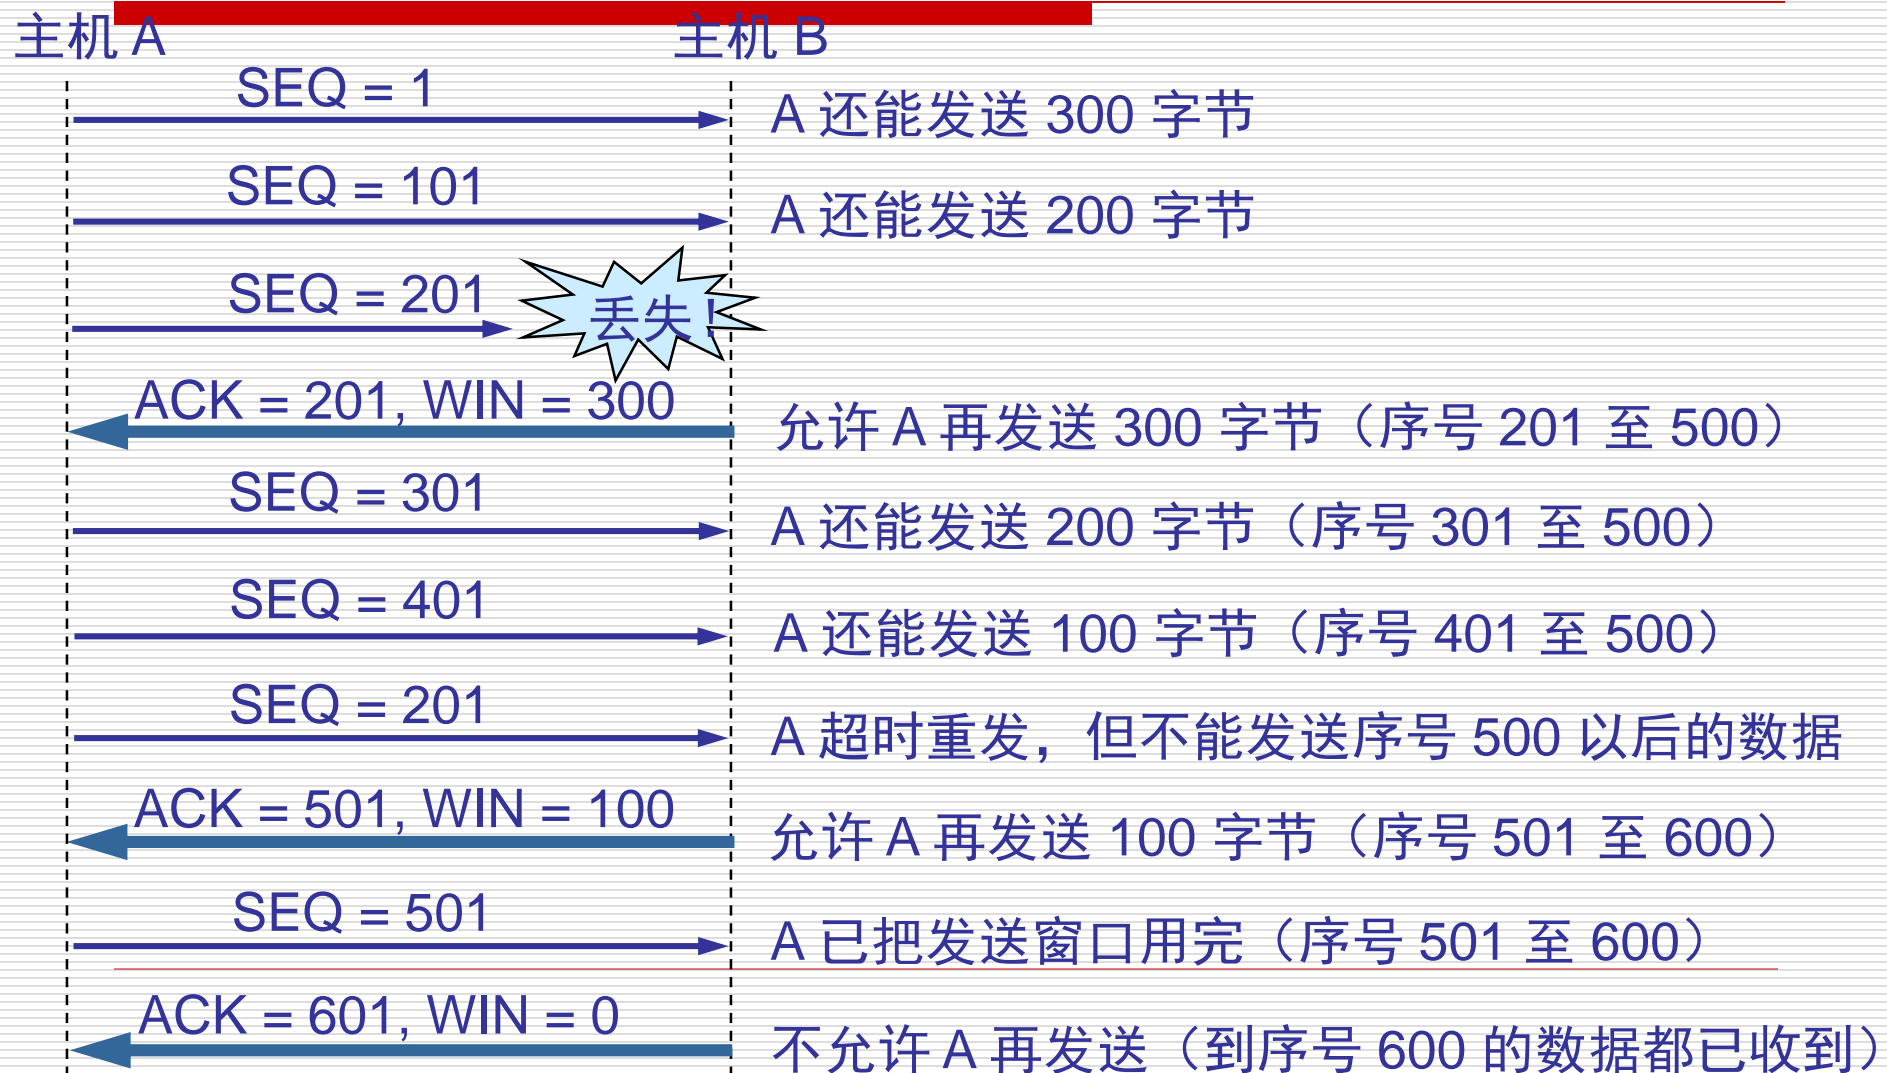 主机 A
主机 B
SEQ = 1
A 还能发送 300 字节
SEQ = 101
A 还能发送 200 字节
SEQ = 201
丢失!
ACK = 201, WIN = 300
允许 A 再发送 300 字节（序号 201 至 500）
SEQ = 301
A 还能发送 200 字节（序号 301 至 500）
SEQ = 401
A 还能发送 100 字节（序号 401 至 500）
SEQ = 201
A 超时重发，但不能发送序号 500 以后的数据
ACK = 501, WIN = 100
允许 A 再发送 100 字节（序号 501 至 600）
SEQ = 501
A 已把发送窗口用完（序号 501 至 600）
ACK = 601, WIN = 0
不允许 A 再发送（到序号 600 的数据都已收到）